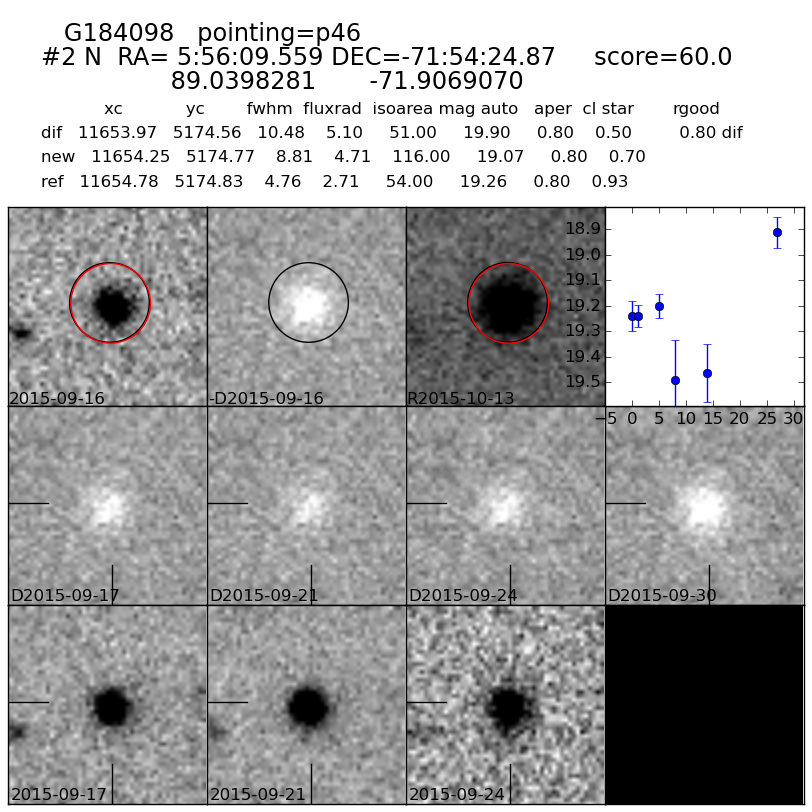 G184098 pointing=p46
#2 N RA= 5:56:09.559 DEC=-71:54:24.87 score=60.0
89.0398281 -71.9069070
xc yc fwhm fluxrad isoarea mag auto aper cl star rgood
dif 11653.97 5174.56 10.48 5.10 51.00 19.90 0.80 0.50 0.80 dif
new 11654.25 5174.77 8.81 4.71 116.00 19.07 0.80 0.70
ref 11654.78 5174.83 4.76 2.71 54.00 19.26 0.80 0.93
18.9
19.0
19.1
19.2
19.3
19.4
19.5
2015-09-16 -D2015-09-16 R2015-10-13
−5 0 5 10 15 20 25 30
D2015-09-17 D2015-09-21 D2015-09-24 D2015-09-30
2015-09-17 2015-09-21 2015-09-24